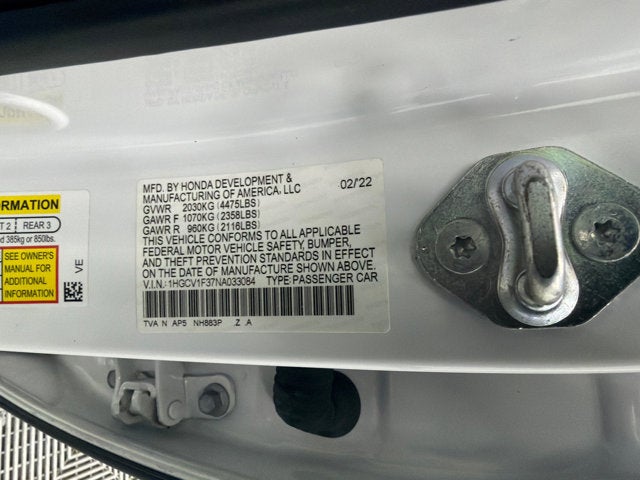 MFD. BY HONDA DEVELOPMENT &
MANUFACTURING OF AMERICA, LLC 02/22
GVWR 2030KG (4475LBS)
GAWR F 1070KG (2358LBS)
GAWR R 960KG (2116LBS)
THIS VEHICLE CONFORMS TO ALL APPLICABLE
FEDERAL MOTOR VEHICLE SAFETY, BUMPER,
AND THEFT PREVENTION STANDARDS IN EFFECT
ON THE DATE OF MANUFACTURE SHOWN ABOVE.
V.I.N.: 1HGCV1F37NA033084 TYPE PASSENGER CAR
TVA N AP5 NH883P .Z .A
ORMATION
T 2 REAR 3
d 385kg or 850lbs.
SEE OWNER'S
MANUAL FOR
ADDITIONAL
INFORMATION
VE